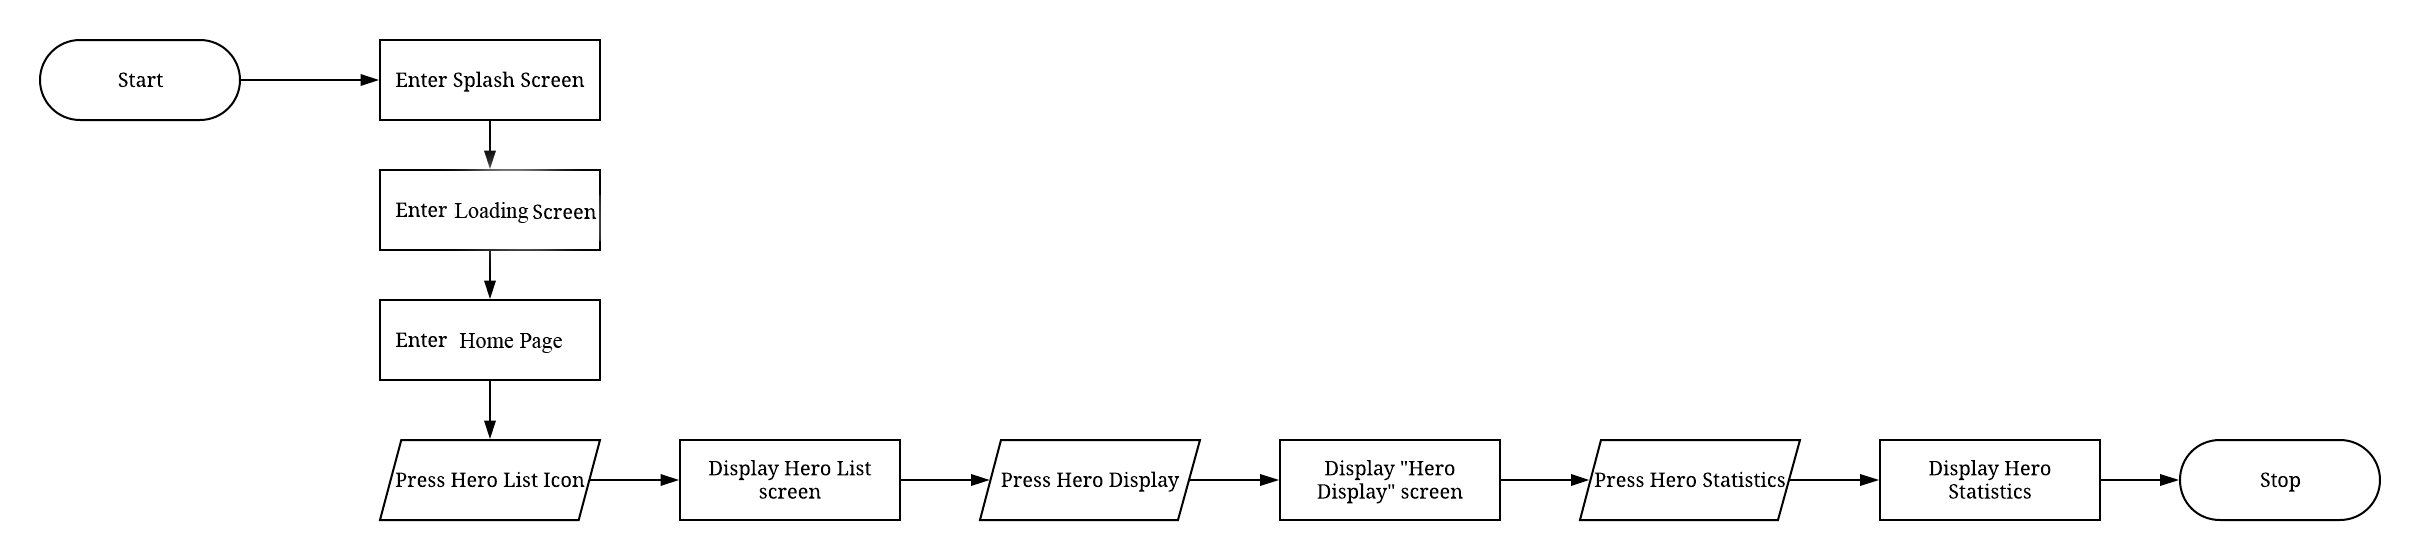 Start
Enter Splash Screen
Enter Loading Screen
Enter Home Page
Press Hero List Icon
Display Hero List
screen
Press Hero Display
Display "Hero
Display" screen
Press Hero Statistics
Display Hero
Statistics
Stop